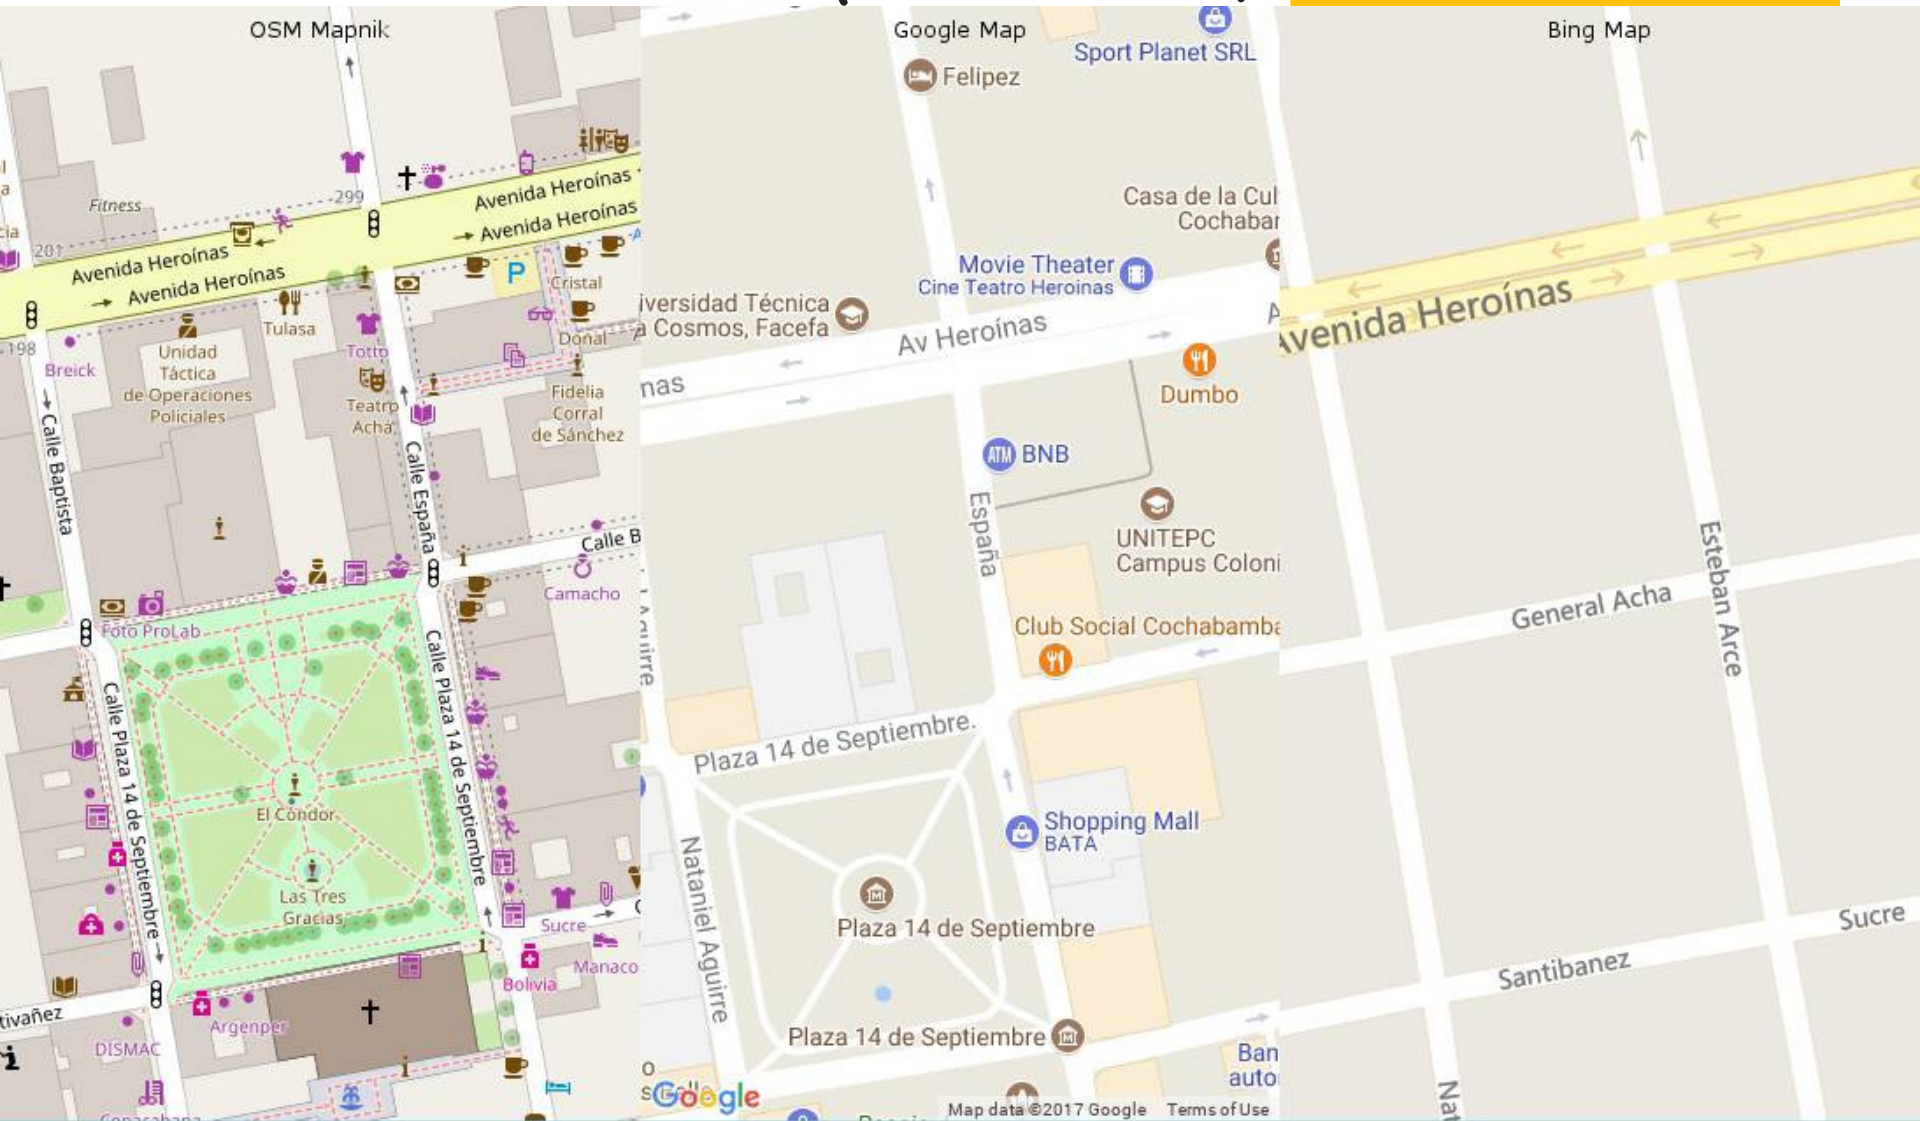 OSM Mapnik
Fitness
299
201
Avenida Heroínas
Avenida Heroínas
Avenida Heroínas
Avenida Heroínas
198
Breick
Unidad
Táctica
de Operaciones
Policiales
Tulasa
Totto
Teatro
Achá
P
Cristal
Donal
Fidelia
Corral
de Sánchez
Calle Baptista
Calle España
Calle B
Camacho
Foto ProLab
Calle Plaza 14 de Septiembre
Calle Plaza 14 de Septiembre
El Cóndor
Las Tres
Gracias
Sucre
Manaco
Bolivia
Argenper
DISMAC
tivañez
Copacabana
Google Map
Sport Planet SRL
Felipez
Casa de la Cul
Cochabar
Movie Theater
Cine Teatro Heroinas
iversidad Técnica
a Cosmos, Facefa
Av Heroínas
nas
Dumbo
ATM BNB
España
UNITEPC
Campus Coloni
Club Social Cochabamba
Aguirre
Plaza 14 de Septiembre.
Shopping Mall
BATA
Nataniel Aguirre
Plaza 14 de Septiembre
Plaza 14 de Septiembre
Ban
auto
Google
Map data ©2017 Google Terms of Use
Bing Map
Avenida Heroínas
Esteban Arce
General Acha
Sucre
Santibanez
Nat